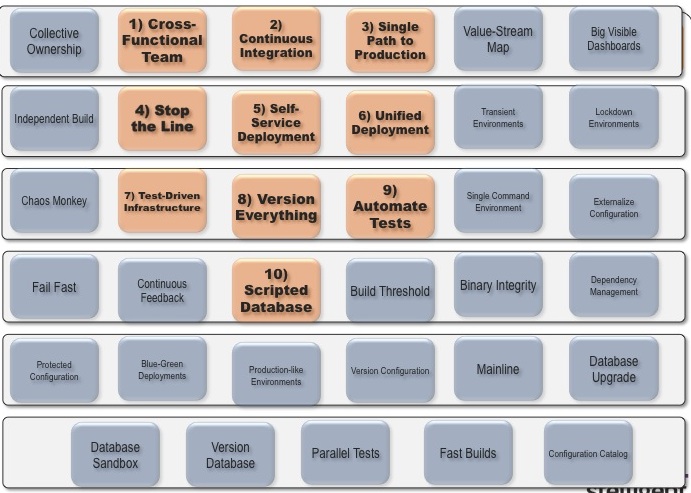 Collective
Ownership
1) Cross-
Functional
Team
2)
Continuous
Integration
3) Single
Path to
Production
Value-Stream
Map
Big Visible
Dashboards
Independent Build
4) Stop
the Line
5) Self-
Service
Deployment
6) Unified
Deployment
Transient
Environments
Lockdown
Environments
Chaos Monkey
7) Test-Driven
Infrastructure
8) Version
Everything
9)
Automate
Tests
Single Command
Environment
Externalize
Configuration
Fail Fast
Continuous
Feedback
10)
Scripted
Database
Build Threshold
Binary Integrity
Dependency
Management
Protected
Configuration
Blue-Green
Deployments
Production-like
Environments
Version Configuration
Mainline
Database
Upgrade
Database
Sandbox
Version
Database
Parallel Tests
Fast Builds
Configuration Catalog